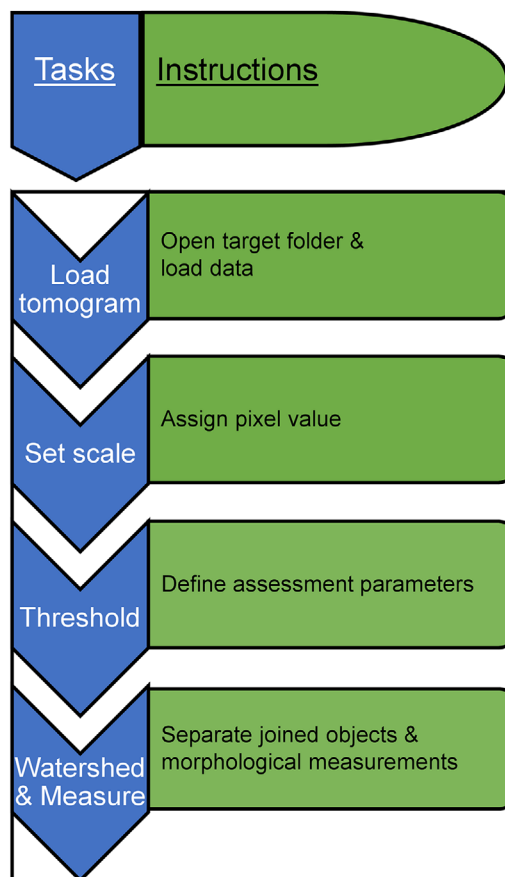 Tasks Instructions
Load
tomogram
Open target folder &
load data
Set scale
Assign pixel value
Threshold
Define assessment parameters
Watershed
& Measure
Separate joined objects &
morphological measurements